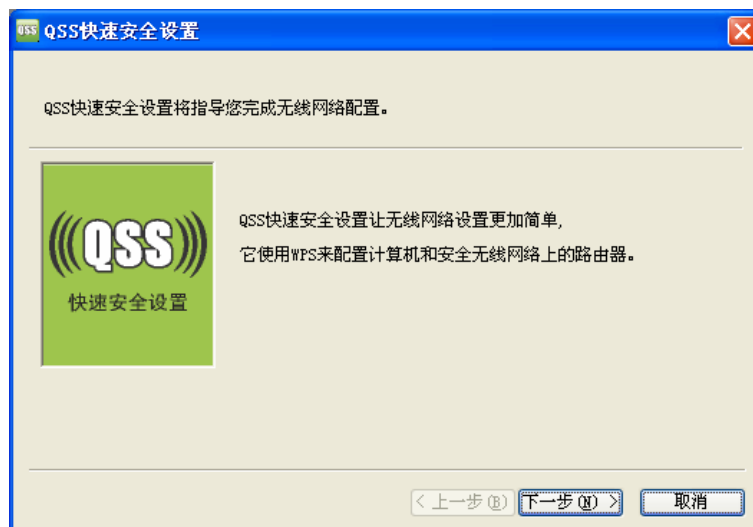 QSS QSS快速安全设置
QSS快速安全设置将指导您完成无线网络配置。
(((QSS)))
快速安全设置
QSS快速安全设置让无线网络设置更加简单,
它使用WPS来配置计算机和安全无线网络上的路由器。
< 上一步(B) 下一步(N) > 取消